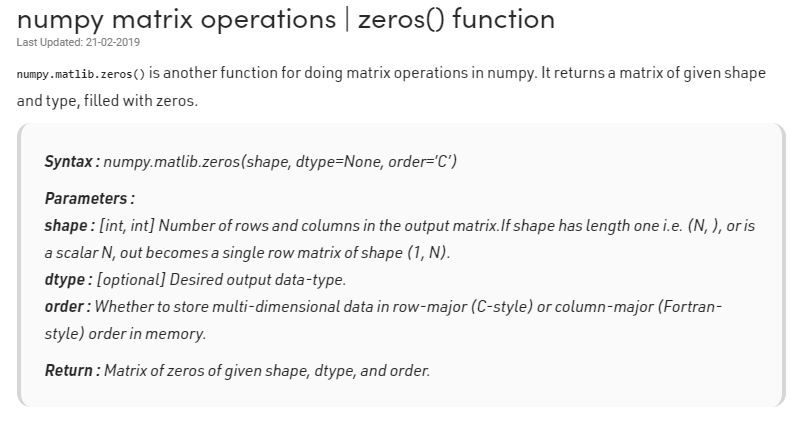 numpy matrix operations | zeros() function
Last Updated: 21-02-2019
numpy.matlib.zeros() is another function for doing matrix operations in numpy. It returns a matrix of given shape
and type, filled with zeros.
Syntax : numpy.matlib.zeros(shape, dtype=None, order='C')
Parameters :
shape : [int, int] Number of rows and columns in the output matrix.If shape has length one i.e. (N, ), or is
a scalar N, out becomes a single row matrix of shape (1, N).
dtype : [optional] Desired output data-type.
order : Whether to store multi-dimensional data in row-major (C-style) or column-major (Fortran-
style) order in memory.
Return : Matrix of zeros of given shape, dtype, and order.